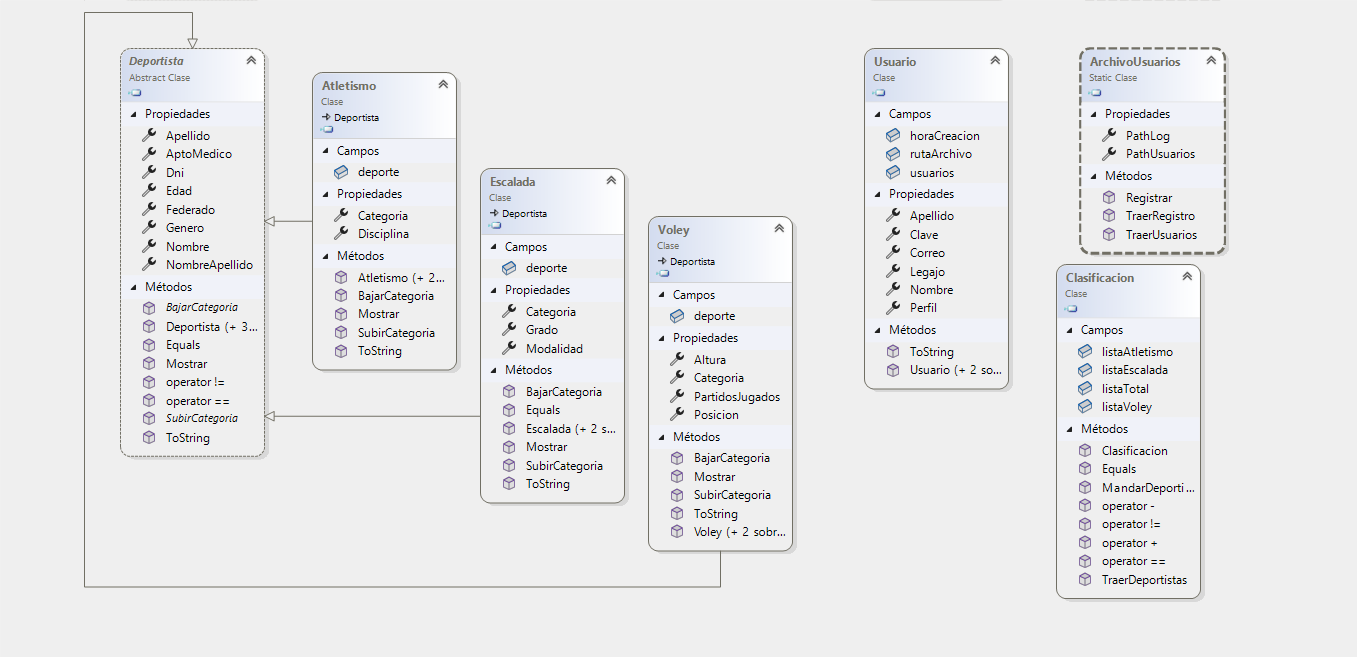 Deportista
Abstract Clase
Propiedades
Apellido
AptoMedico
Dni
Edad
Federado
Genero
Nombre
NombreApellido
Métodos
BajarCategoria
Deportista (+ 3...
Equals
Mostrar
operator !=
operator ==
SubirCategoria
ToString
Atletismo
Clase
Deportista
Campos
deporte
Propiedades
Categoria
Disciplina
Métodos
Atletismo (+ 2...
BajarCategoria
Mostrar
SubirCategoria
ToString
Escalada
Clase
Deportista
Campos
deporte
Propiedades
Categoria
Grado
Modalidad
Métodos
BajarCategoria
Equals
Escalada (+ 2 s...
Mostrar
SubirCategoria
ToString
Voley
Clase
Deportista
Campos
deporte
Propiedades
Altura
Categoria
PartidosJugados
Posicion
Métodos
BajarCategoria
Mostrar
SubirCategoria
ToString
Voley (+ 2 sobr...
Usuario
Clase
Campos
horaCreacion
rutaArchivo
usuarios
Propiedades
Apellido
Clave
Correo
Legajo
Nombre
Perfil
Métodos
ToString
Usuario (+ 2 so...
ArchivoUsuarios
Static Clase
Propiedades
PathLog
PathUsuarios
Métodos
Registrar
TraerRegistro
TraerUsuarios
Clasificacion
Clase
Campos
listaAtletismo
listaEscalada
listaTotal
listaVoley
Métodos
Clasificacion
Equals
MandarDeporti...
operator -
operator !=
operator +
operator ==
TraerDeportistas